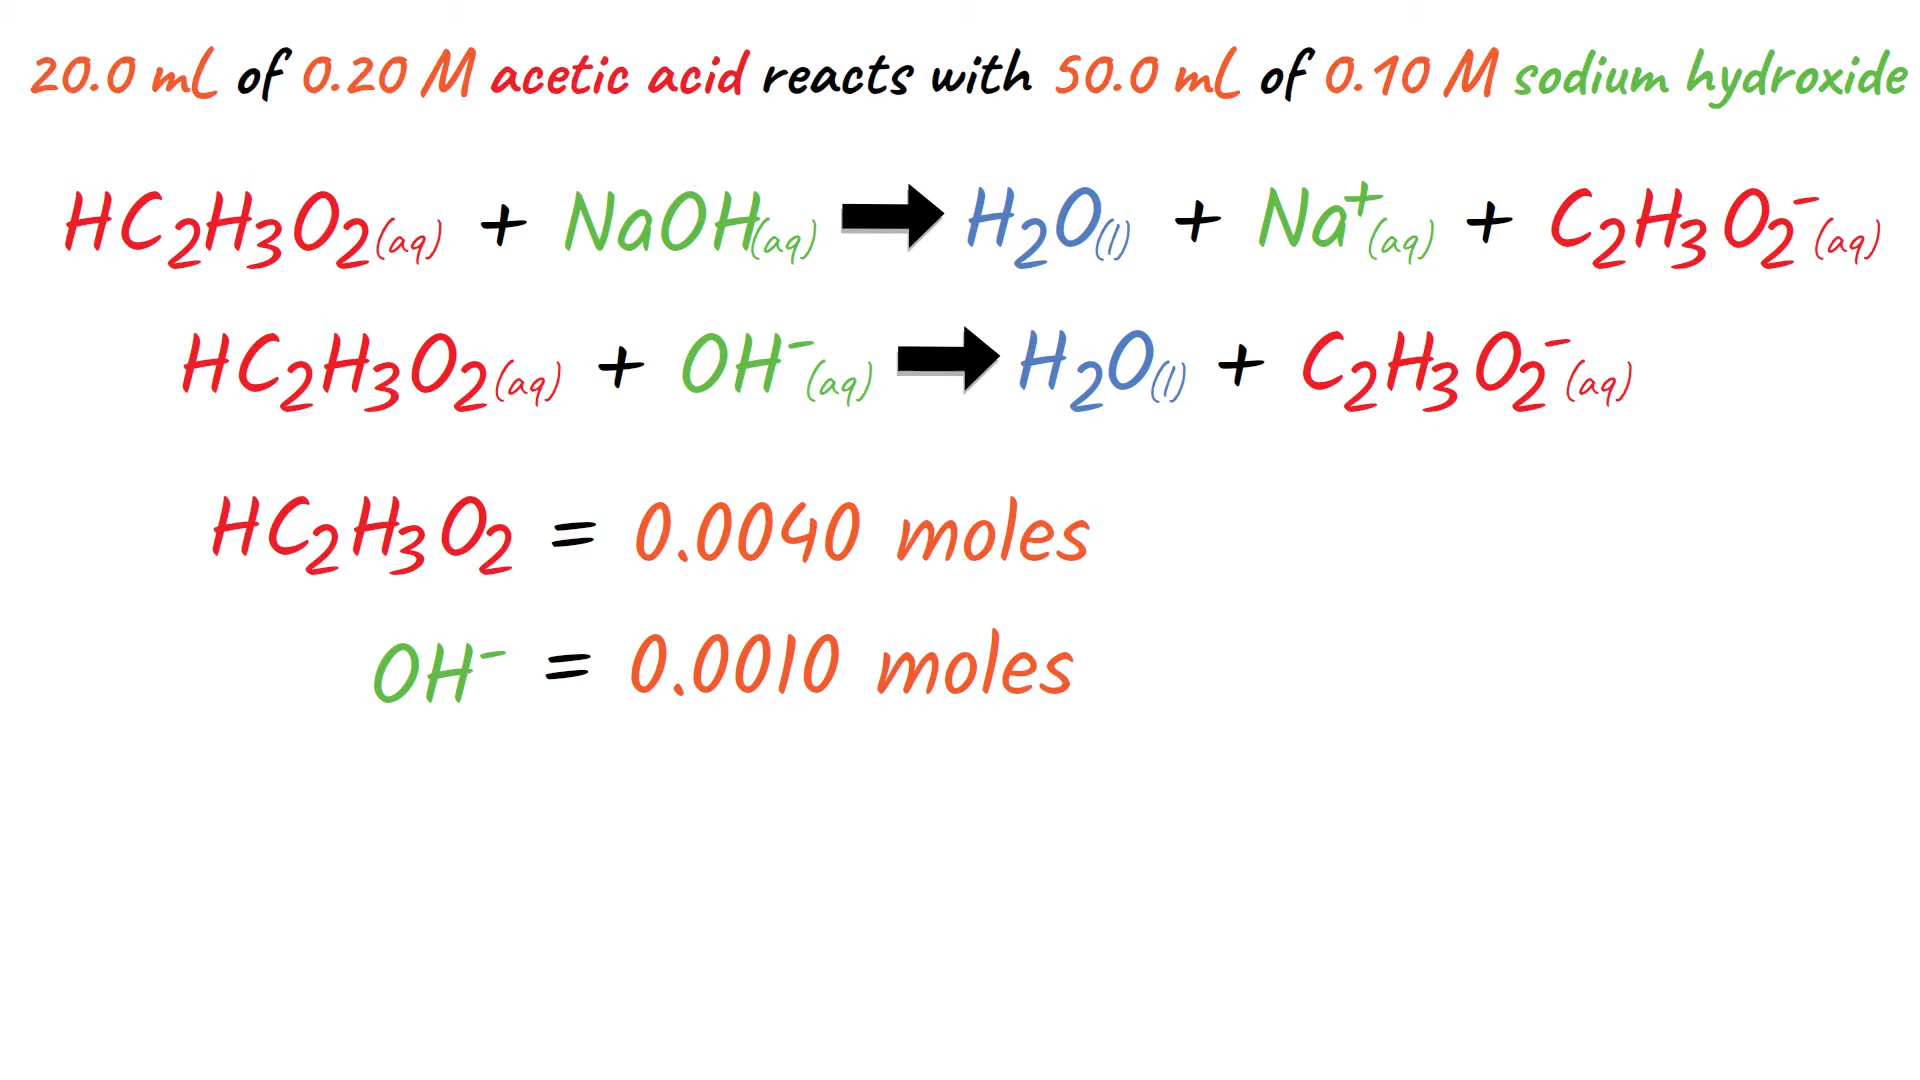 20.0 mL of 0.20 M acetic acid reacts with 50.0 mL of 0.10 M sodium hydroxide
HC₂H₃O₂(aq) + NaOH(aq) ➡ H₂O(l) + Na⁺(aq) + C₂H₃O₂⁻(aq)
HC₂H₃O₂(aq) + OH⁻(aq) ➡ H₂O(l) + C₂H₃O₂⁻(aq)
HC₂H₃O₂ = 0.0040 moles
OH⁻ = 0.0010 moles